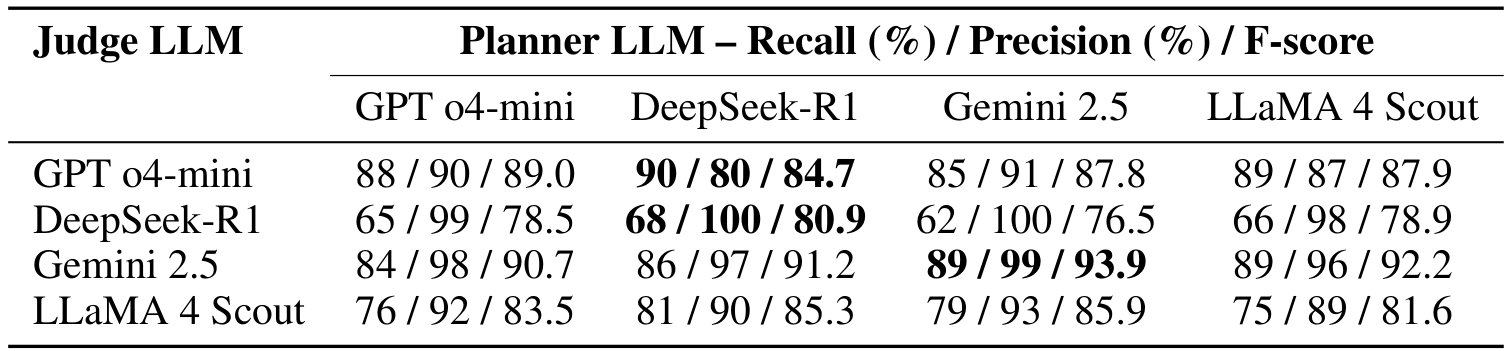 Judge LLM Planner LLM – Recall (%) / Precision (%) / F-score
GPT o4-mini DeepSeek-R1 Gemini 2.5 LLaMA 4 Scout
GPT o4-mini 88 / 90 / 89.0 90 / 80 / 84.7 85 / 91 / 87.8 89 / 87 / 87.9
DeepSeek-R1 65 / 99 / 78.5 68 / 100 / 80.9 62 / 100 / 76.5 66 / 98 / 78.9
Gemini 2.5 84 / 98 / 90.7 86 / 97 / 91.2 89 / 99 / 93.9 89 / 96 / 92.2
LLaMA 4 Scout 76 / 92 / 83.5 81 / 90 / 85.3 79 / 93 / 85.9 75 / 89 / 81.6